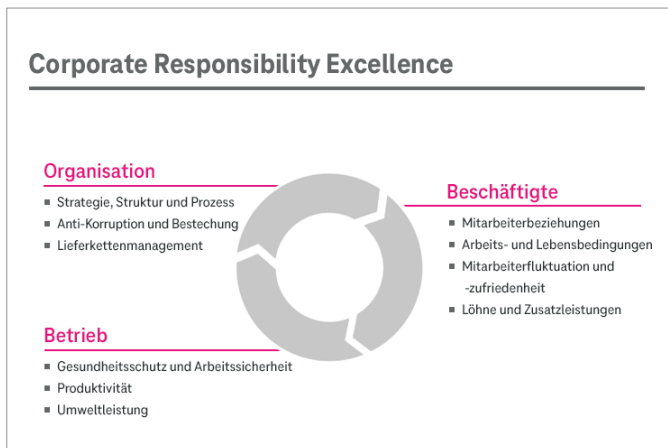 Corporate Responsibility Excellence
Organisation
▪ Strategie, Struktur und Prozess
▪ Anti-Korruption und Bestechung
▪ Lieferkettenmanagement
Beschäftigte
▪ Mitarbeiterbeziehungen
▪ Arbeits- und Lebensbedingungen
▪ Mitarbeiterfluktuation und
-zufriedenheit
▪ Löhne und Zusatzleistungen
Betrieb
▪ Gesundheitsschutz und Arbeitssicherheit
▪ Produktivität
▪ Umweltleistung